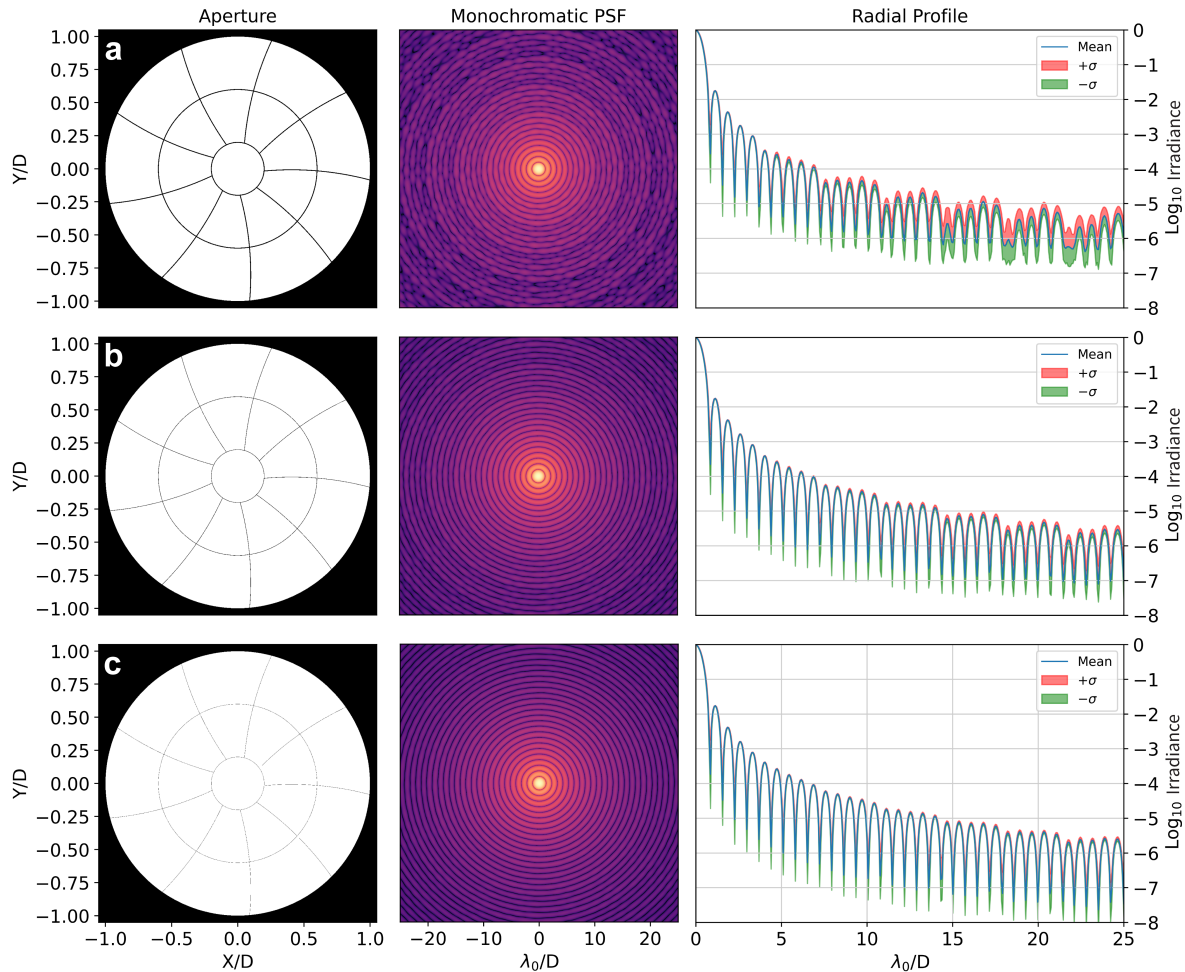 Aperture
Monochromatic PSF
Radial Profile
a
1.00
0.75
0.50
0.25
0.00
−0.25
−0.50
−0.75
−1.00
Y/D
Mean
+σ
−σ
0
−1
−2
−3
−4
−5
−6
−7
−8
Log₁₀ Irradiance
b
1.00
0.75
0.50
0.25
0.00
−0.25
−0.50
−0.75
−1.00
Y/D
Mean
+σ
−σ
0
−1
−2
−3
−4
−5
−6
−7
−8
Log₁₀ Irradiance
c
1.00
0.75
0.50
0.25
0.00
−0.25
−0.50
−0.75
−1.00
Y/D
Mean
+σ
−σ
0
−1
−2
−3
−4
−5
−6
−7
−8
Log₁₀ Irradiance
−1.0 −0.5 0.0 0.5 1.0
X/D
−20 −10 0 10 20
λ₀/D
0 5 10 15 20 25
λ₀/D